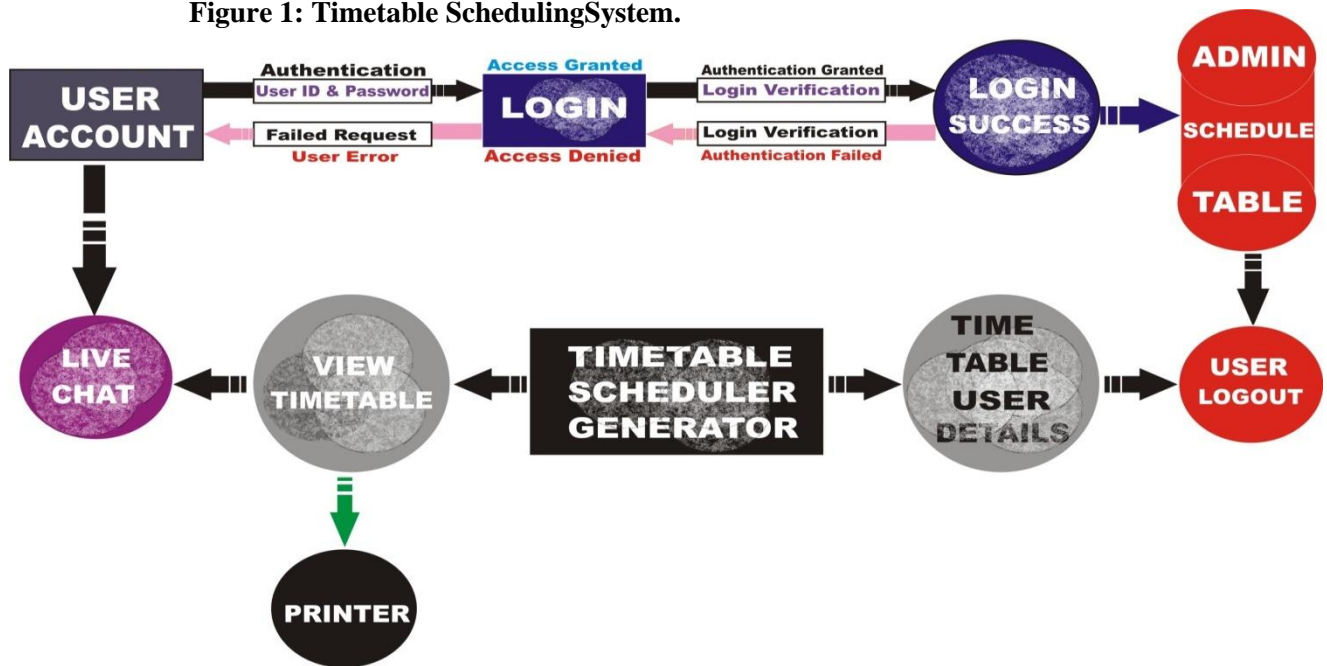 Figure 1: Timetable SchedulingSystem.
USER
ACCOUNT
Authentication
User ID & Password
Failed Request
User Error
Access Granted
LOGIN
Access Denied
Authentication Granted
Login Verification
Login Verification
Authentication Failed
LOGIN
SUCCESS
ADMIN
SCHEDULE
TABLE
LIVE
CHAT
VIEW
TIMETABLE
TIMETABLE
SCHEDULER
GENERATOR
TIME
TABLE
USER
DETAILS
USER
LOGOUT
PRINTER